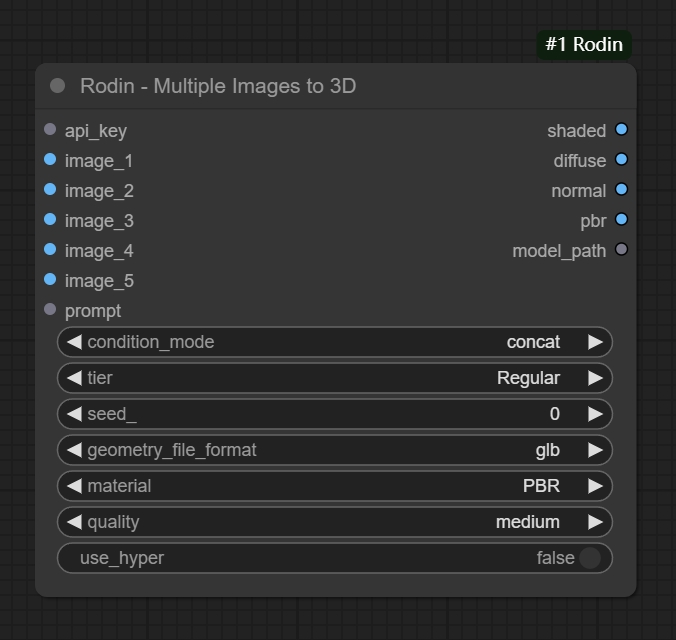 #1 Rodin
Rodin - Multiple Images to 3D
api_key shaded
image_1 diffuse
image_2 normal
image_3 pbr
image_4 model_path
image_5
prompt
condition_mode concat
tier Regular
seed_ 0
geometry_file_format glb
material PBR
quality medium
use_hyper false